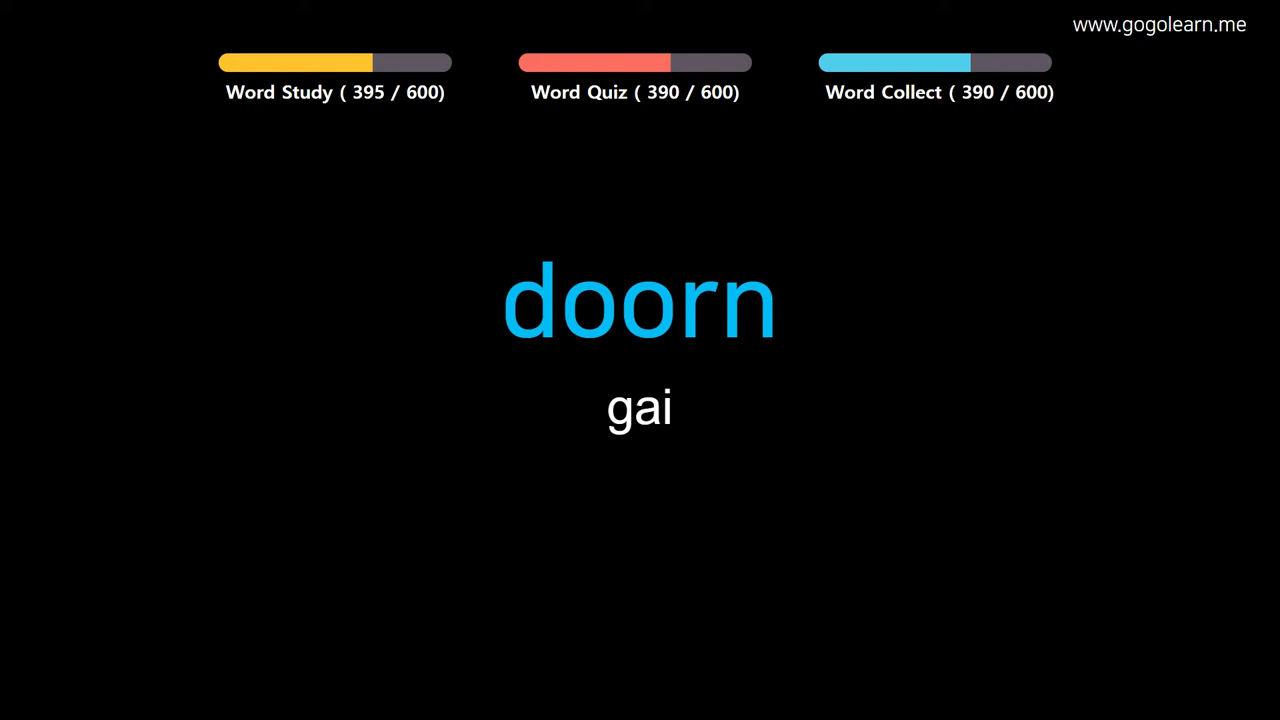 www.gogolearn.me
Word Study ( 395 / 600)
Word Quiz ( 390 / 600)
Word Collect ( 390 / 600)
doorn
gai